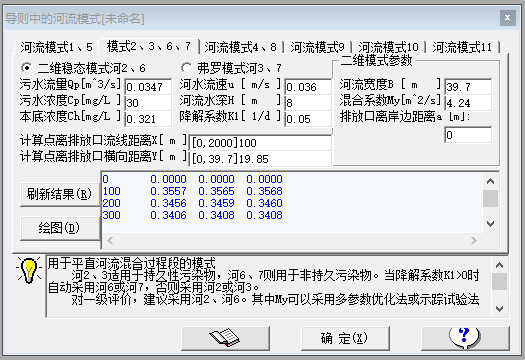 导则中的河流模式[未命名]
河流模式1、5 模式2、3、6、7 河流模式4、8 河流模式9 河流模式10 河流模式11
二维稳态模式河2、6 弗罗模式河3、7 二维模式参数
污水流量Qp[m^3/s] 0.0347 河水流速u [ m/s ] 0.036 河流宽度B [ m ] 39.7
污水浓度Cp[mg/L ] 30 河流水深H [ m ] 8 混合系数My[m^2/s] 4.24
本底浓度Ch[mg/L ] 0.321 降解系数K1[ 1/d ] 0.05 排放口离岸边距离a [m]:
0
计算点离排放口流线距离X[ m ] [0,2000]100
计算点离排放口横向距离Y[ m ] [0,39.7]19.85
刷新结果(R)
绘图(D)
0 0.0000 0.0000 0.0000
100 0.3557 0.3565 0.3568
200 0.3456 0.3459 0.3460
300 0.3406 0.3408 0.3408
用于平直河流混合过程段的模式
河2、3适用于持久性污染物，河6、7则用于非持久污染物。当降解系数K1>0时
自动采用河6或河7，否则采用河2或河3。
对一级评价，建议采用河2、河6。其中My可以采用多参数优化法或示踪试验法
确 定(X)
?